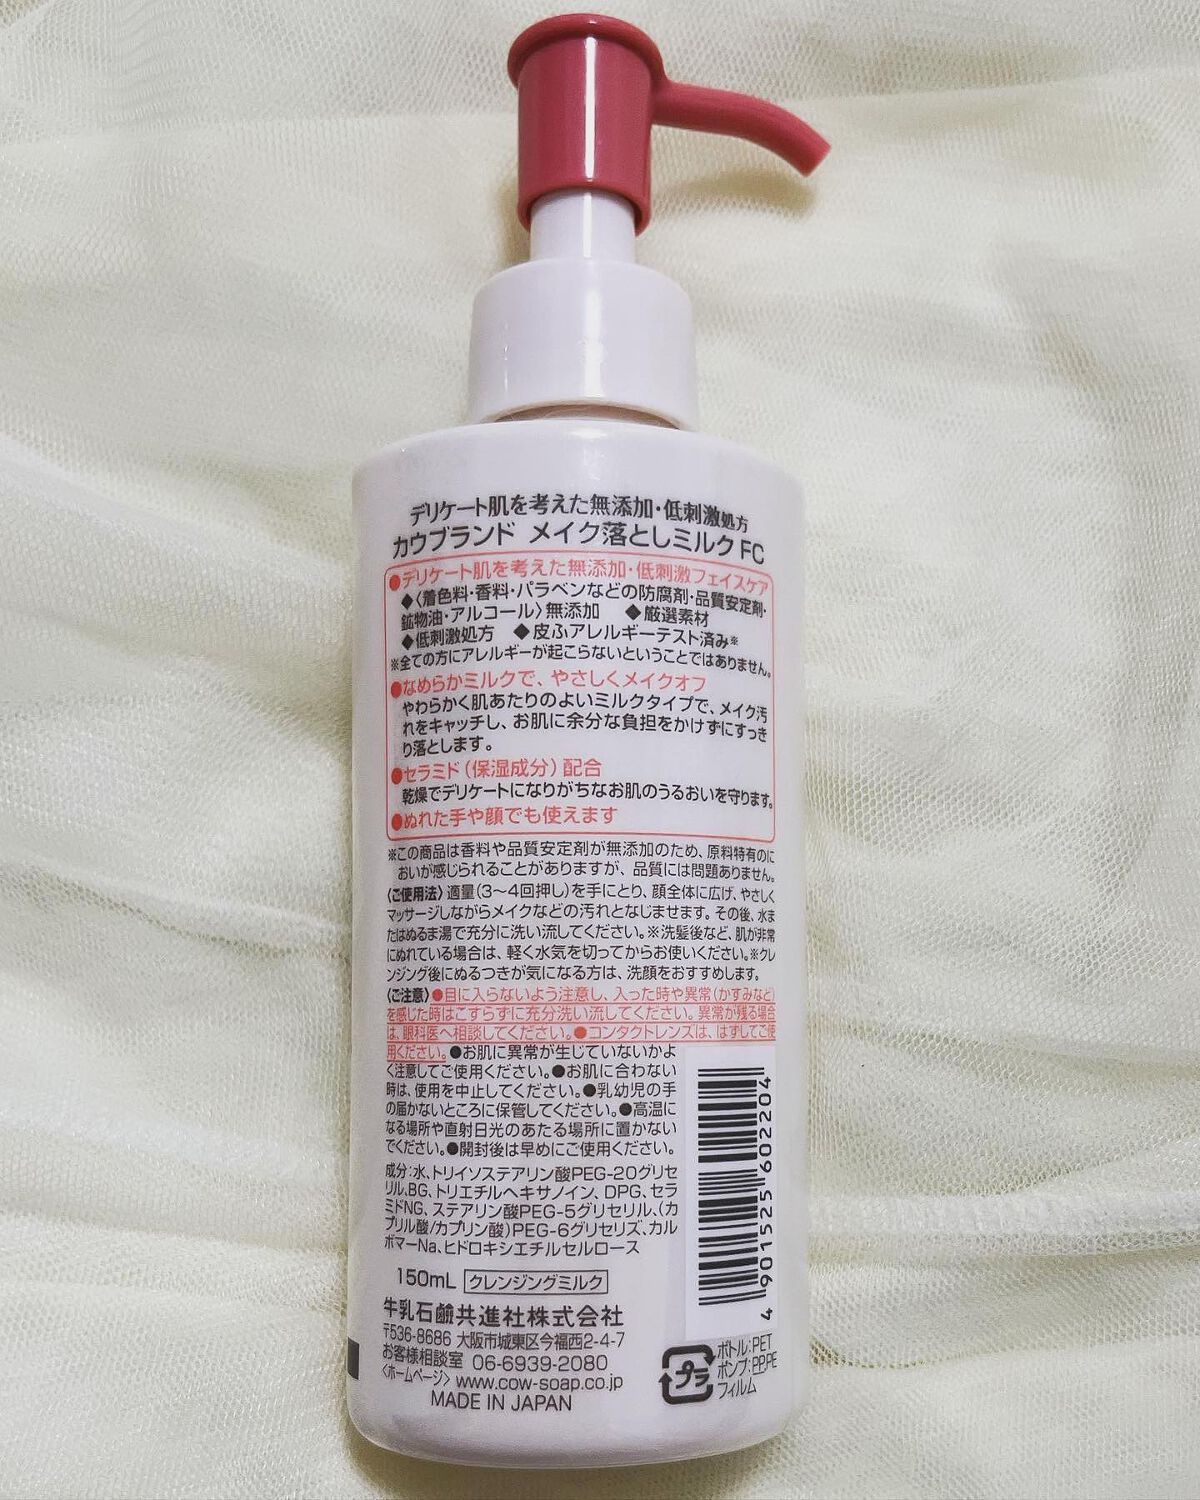 デリケート肌を考えた無添加・低刺激処方
カウブランド メイク落としミルクFC
●デリケート肌を考えた無添加・低刺激フェイスケア
◆〈着色料・香料・パラベンなどの防腐剤・品質安定剤・
鉱物油・アルコール〉無添加 ◆厳選素材
◆低刺激処方 ◆皮ふアレルギーテスト済み※
※全ての方にアレルギーが起こらないということではありません。
●なめらかミルクで、やさしくメイクオフ
やわらかく肌あたりのよいミルクタイプで、メイク汚
れをキャッチし、お肌に余分な負担をかけずにすっき
り落とします。
●セラミド（保湿成分）配合
乾燥でデリケートになりがちなお肌のうるおいを守ります。
●ぬれた手や顔でも使えます
※この商品は香料や品質安定剤が無添加のため、原料特有のに
おいが感じられることがありますが、品質には問題ありません。
〈ご使用法〉適量（3～4回押し）を手にとり、顔全体に広げ、やさしく
マッサージしながらメイクなどの汚れとなじませます。その後、水ま
たはぬるま湯で充分に洗い流してください。※洗髪後など、肌が非常
にぬれている場合は、軽く水気を切ってからお使いください。※クレ
ンジング後にぬるつきが気になる方は、洗顔をおすすめします。
〈ご注意〉●目に入らないよう注意し、入った時や異常（かすみなど）
を感じた時はこすらずに充分洗い流してください。異常が残る場合
は、眼科医へ相談してください。●コンタクトレンズは、はずしてご使
用ください。●お肌に異常が生じていないかよ
く注意してご使用ください。●お肌に合わない
時は、使用を中止してください。●乳幼児の手
の届かないところに保管してください。●高温に
なる場所や直射日光のあたる場所に置かない
でください。●開封後は早めにご使用ください。
成分：水、トリイソステアリン酸PEG-20グリセ
リル、BG、トリエチルヘキサノイン、DPG、セラ
ミドNG、ステアリン酸PEG-5グリセリル、（カ
プリル酸/カプリン酸）PEG-6グリセリズ、カル
ボマーNa、ヒドロキシエチルセルロース
150mL クレンジングミルク
牛乳石鹼共進社株式会社
〒536-8686 大阪市城東区今福西2-4-7
お客様相談室 06-6939-2080
〈ホームページ〉www.cow-soap.co.jp
MADE IN JAPAN
4 901525 602204
プラ
ボトル：PET
ポンプ：PP,PE
フィルム